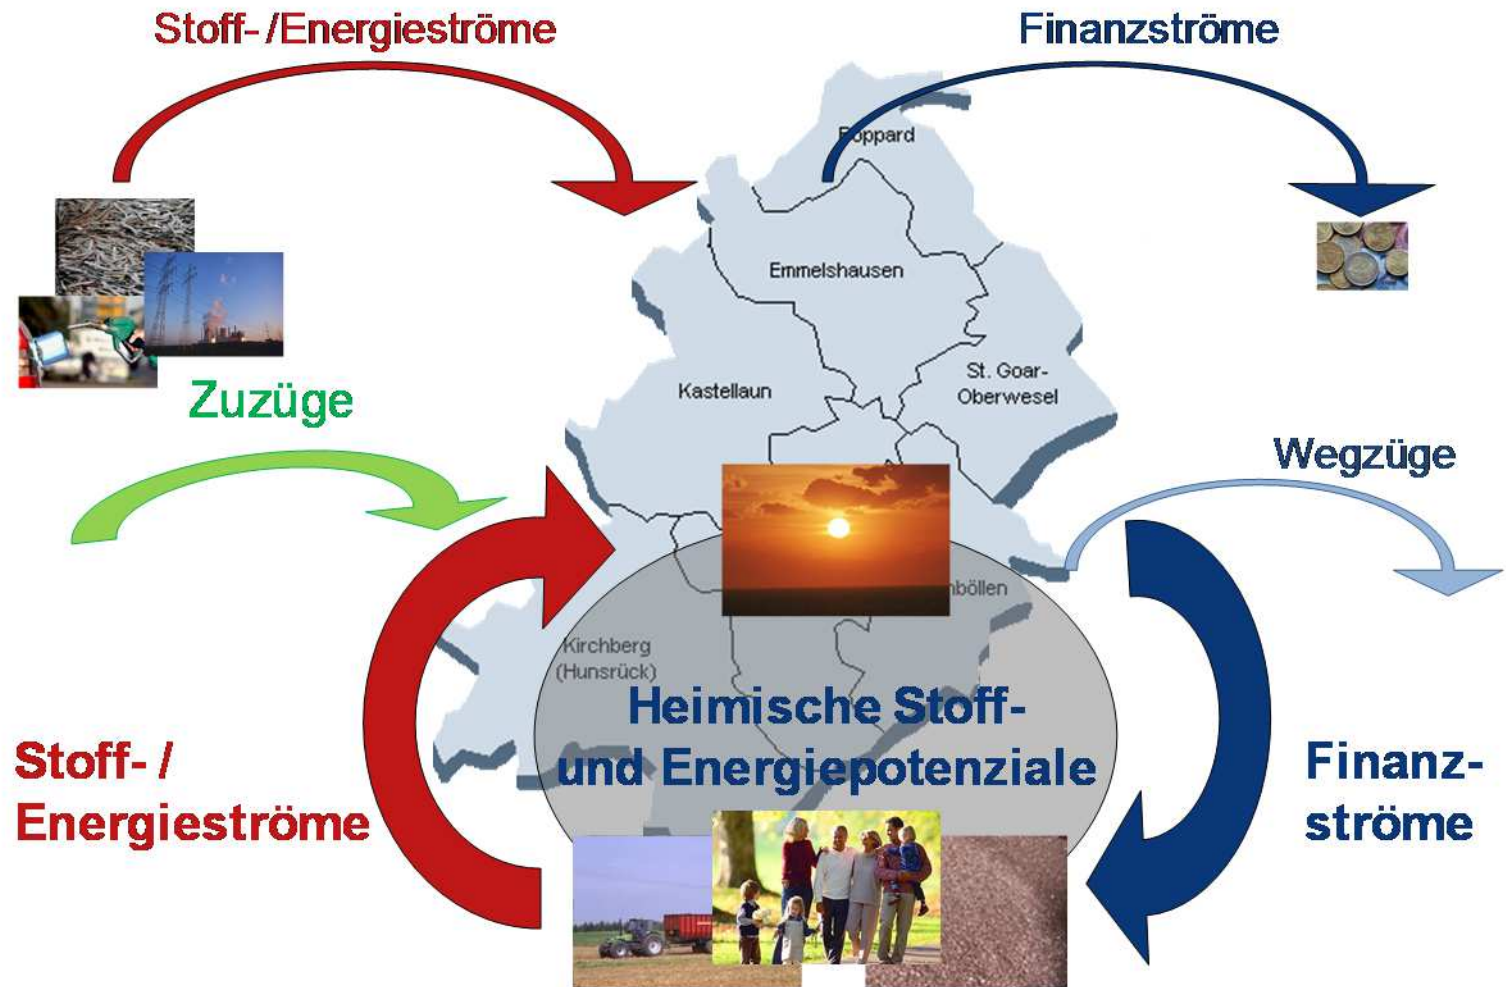 Stoff- /Energieströme
Finanzströme
Boppard
Emmelshausen
St. Goar-
Oberwesel
Kastellaun
Zuzüge
Wegzüge
nböllen
Kirchberg
(Hunsrück)
Heimische Stoff-
und Energiepotenziale
Stoff- /
Energieströme
Finanz-
ströme